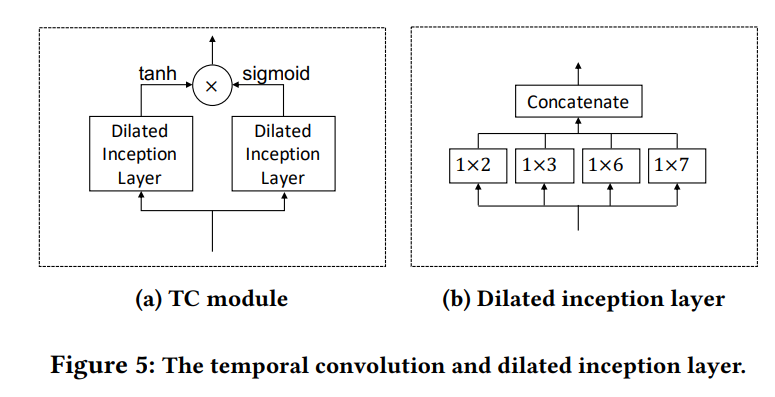 tanh
×
sigmoid
Dilated
Inception
Layer
Dilated
Inception
Layer
(a) TC module
Concatenate
1×2
1×3
1×6
1×7
(b) Dilated inception layer
Figure 5: The temporal convolution and dilated inception layer.